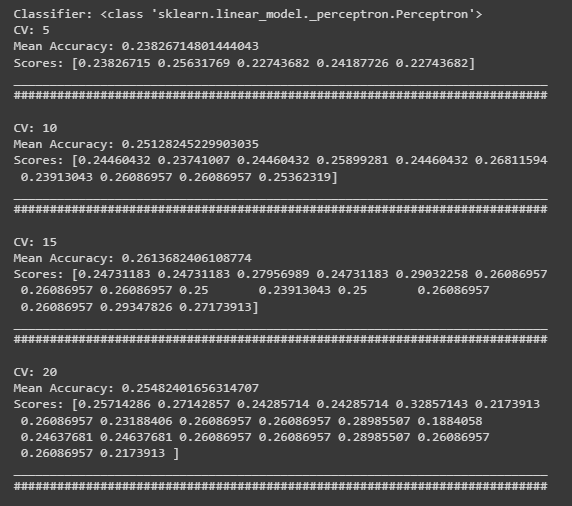 Classifier: <class 'sklearn.linear_model._perceptron.Perceptron'>
CV: 5
Mean Accuracy: 0.23826714801444043
Scores: [0.23826715 0.25631769 0.22743682 0.24187726 0.22743682]
___________________________________________________________________________
###########################################################################
CV: 10
Mean Accuracy: 0.25128245229903035
Scores: [0.24460432 0.23741007 0.24460432 0.25899281 0.24460432 0.26811594
 0.23913043 0.26086957 0.26086957 0.25362319]
___________________________________________________________________________
###########################################################################
CV: 15
Mean Accuracy: 0.2613682406108774
Scores: [0.24731183 0.24731183 0.27956989 0.24731183 0.29032258 0.26086957
 0.26086957 0.26086957 0.25       0.23913043 0.25       0.26086957
 0.26086957 0.29347826 0.27173913]
___________________________________________________________________________
###########################################################################
CV: 20
Mean Accuracy: 0.25482401656314707
Scores: [0.25714286 0.27142857 0.24285714 0.24285714 0.32857143 0.2173913
 0.26086957 0.23188406 0.26086957 0.26086957 0.28985507 0.1884058
 0.24637681 0.24637681 0.26086957 0.26086957 0.28985507 0.26086957
 0.26086957 0.2173913 ]
___________________________________________________________________________
###########################################################################